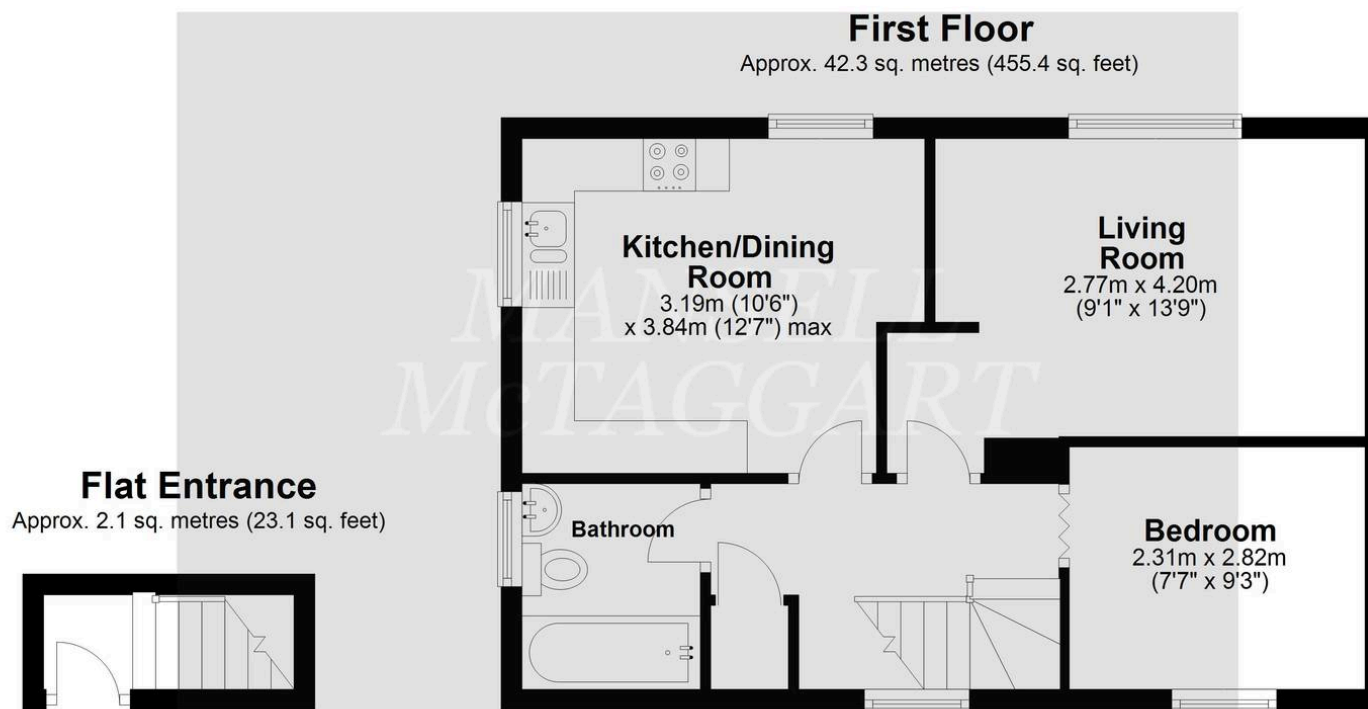 First Floor
Approx. 42.3 sq. metres (455.4 sq. feet)
Kitchen/Dining
Room
3.19m (10'6")
x 3.84m (12'7") max
Living
Room
2.77m x 4.20m
(9'1" x 13'9")
MANSELL
McTAGGART
Flat Entrance
Approx. 2.1 sq. metres (23.1 sq. feet)
Bathroom
Bedroom
2.31m x 2.82m
(7'7" x 9'3")